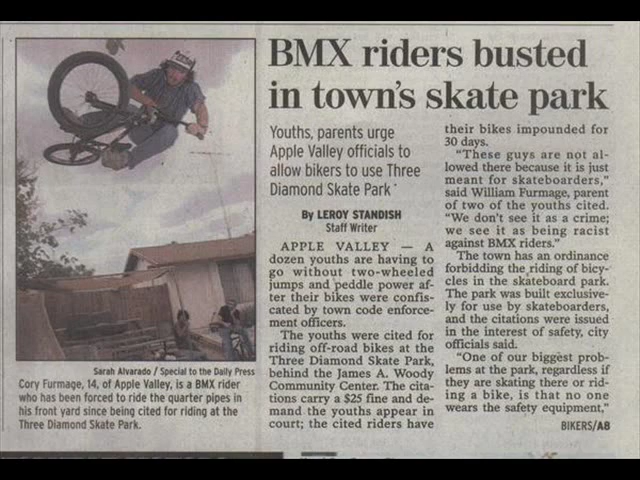 BMX riders busted
in town's skate park
Youths, parents urge
Apple Valley officials to
allow bikers to use Three
Diamond Skate Park
By LEROY STANDISH
Staff Writer
APPLE VALLEY — A
dozen youths are having to
go without two-wheeled
jumps and peddle power af-
ter their bikes were confis-
cated by town code enforce-
ment officers.
The youths were cited for
riding off-road bikes at the
Three Diamond Skate Park,
behind the James A. Woody
Community Center. The cita-
tions carry a $25 fine and de-
mand the youths appear in
court; the cited riders have
their bikes impounded for
30 days.
"These guys are not al-
lowed there because it is just
meant for skateboarders,"
said William Furmage, parent
of two of the youths cited.
"We don't see it as a crime;
we see it as being racist
against BMX riders."
The town has an ordinance
forbidding the riding of bicy-
cles in the skateboard park.
The park was built exclusive-
ly for use by skateboarders,
and the citations were issued
in the interest of safety, city
officials said.
"One of our biggest prob-
lems at the park, regardless if
they are skating there or rid-
ing a bike, is that no one
wears the safety equipment,"
BIKERS/A8
Sarah Alvarado / Special to the Daily Press
Cory Furmage, 14, of Apple Valley, is a BMX rider
who has been forced to ride the quarter pipes in
his front yard since being cited for riding at the
Three Diamond Skate Park.